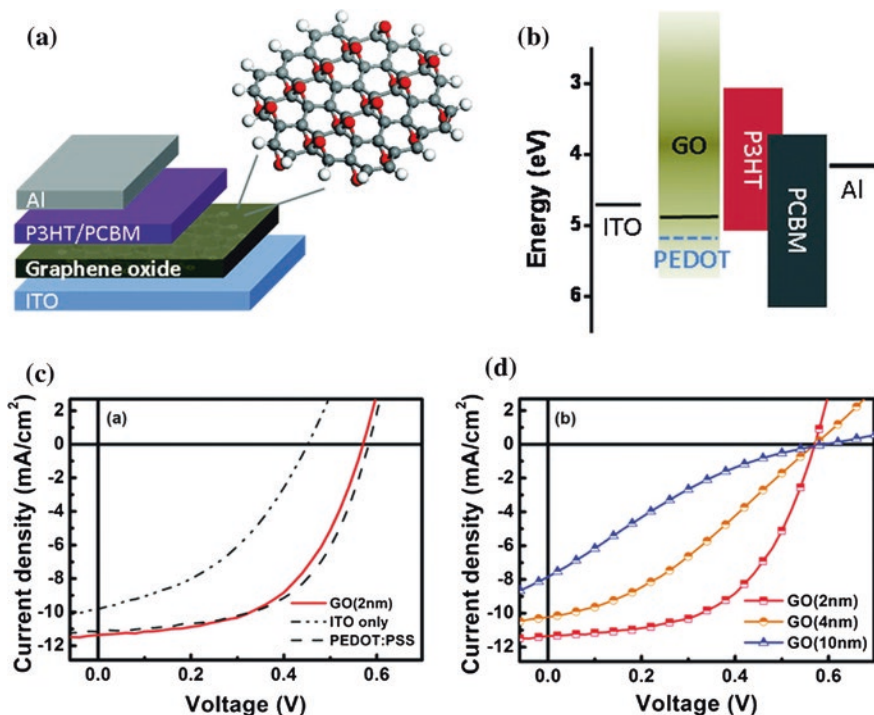 (a)
Al
P3HT/PCBM
Graphene oxide
ITO
(b)
Energy (eV)
3
4
5
6
ITO
GO
PEDOT
P3HT
PCBM
Al
(c)
(a)
Current density (mA/cm²)
2
0
-2
-4
-6
-8
-10
-12
0.0 0.2 0.4 0.6
Voltage (V)
GO(2nm)
ITO only
PEDOT:PSS
(d)
(b)
Current density (mA/cm²)
2
0
-2
-4
-6
-8
-10
-12
0.0 0.2 0.4 0.6
Voltage (V)
GO(2nm)
GO(4nm)
GO(10nm)